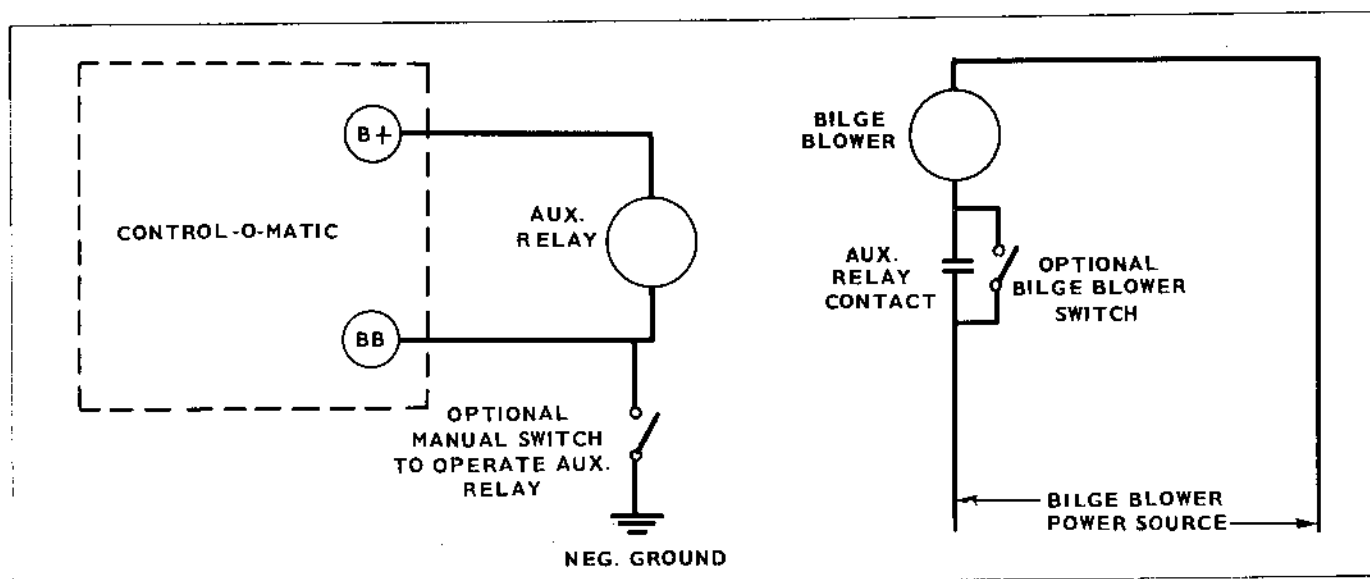 B+
CONTROL-O-MATIC
AUX.
RELAY
BB
OPTIONAL
MANUAL SWITCH
TO OPERATE AUX.
RELAY
NEG. GROUND
BILGE
BLOWER
AUX.
RELAY
CONTACT
OPTIONAL
BILGE BLOWER
SWITCH
BILGE BLOWER
POWER SOURCE